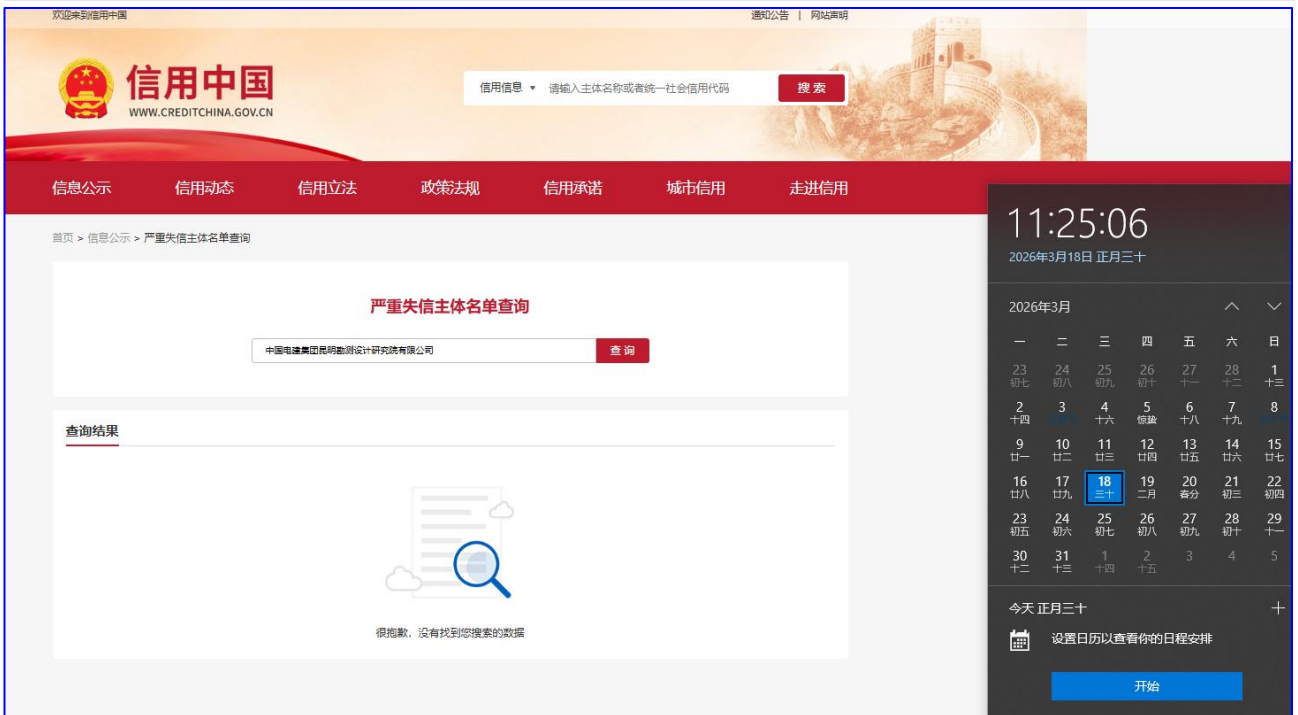 欢迎来到信用中国
通知公告 | 网站声明
信用中国
WWW.CREDITCHINA.GOV.CN
信用信息 ▼ 请输入主体名称或者统一社会信用代码 搜索
信息公示 信用动态 信用立法 政策法规 信用承诺 城市信用 走进信用
首页 > 信息公示 > 严重失信主体名单查询
严重失信主体名单查询
中国电建集团昆明勘测设计研究院有限公司 查询
查询结果
很抱歉，没有找到您搜索的数据
11:25:06
2026年3月18日 正月三十
2026年3月
一 二 三 四 五 六 日
23 24 25 26 27 28 1
初七 初八 初九 初十 十一 十二 十三
2 3 4 5 6 7 8
十四 十六 惊蛰 十八 十九
9 10 11 12 13 14 15
廿一 廿二 廿三 廿四 廿五 廿六 廿七
16 17 18 19 20 21 22
廿八 廿九 三十 二月 春分 初三 初四
23 24 25 26 27 28 29
初五 初六 初七 初八 初九 初十 十一
30 31 1 2 3 4 5
十二 十三 十四 十五
今天 正月三十
设置日历以查看你的日程安排
开始